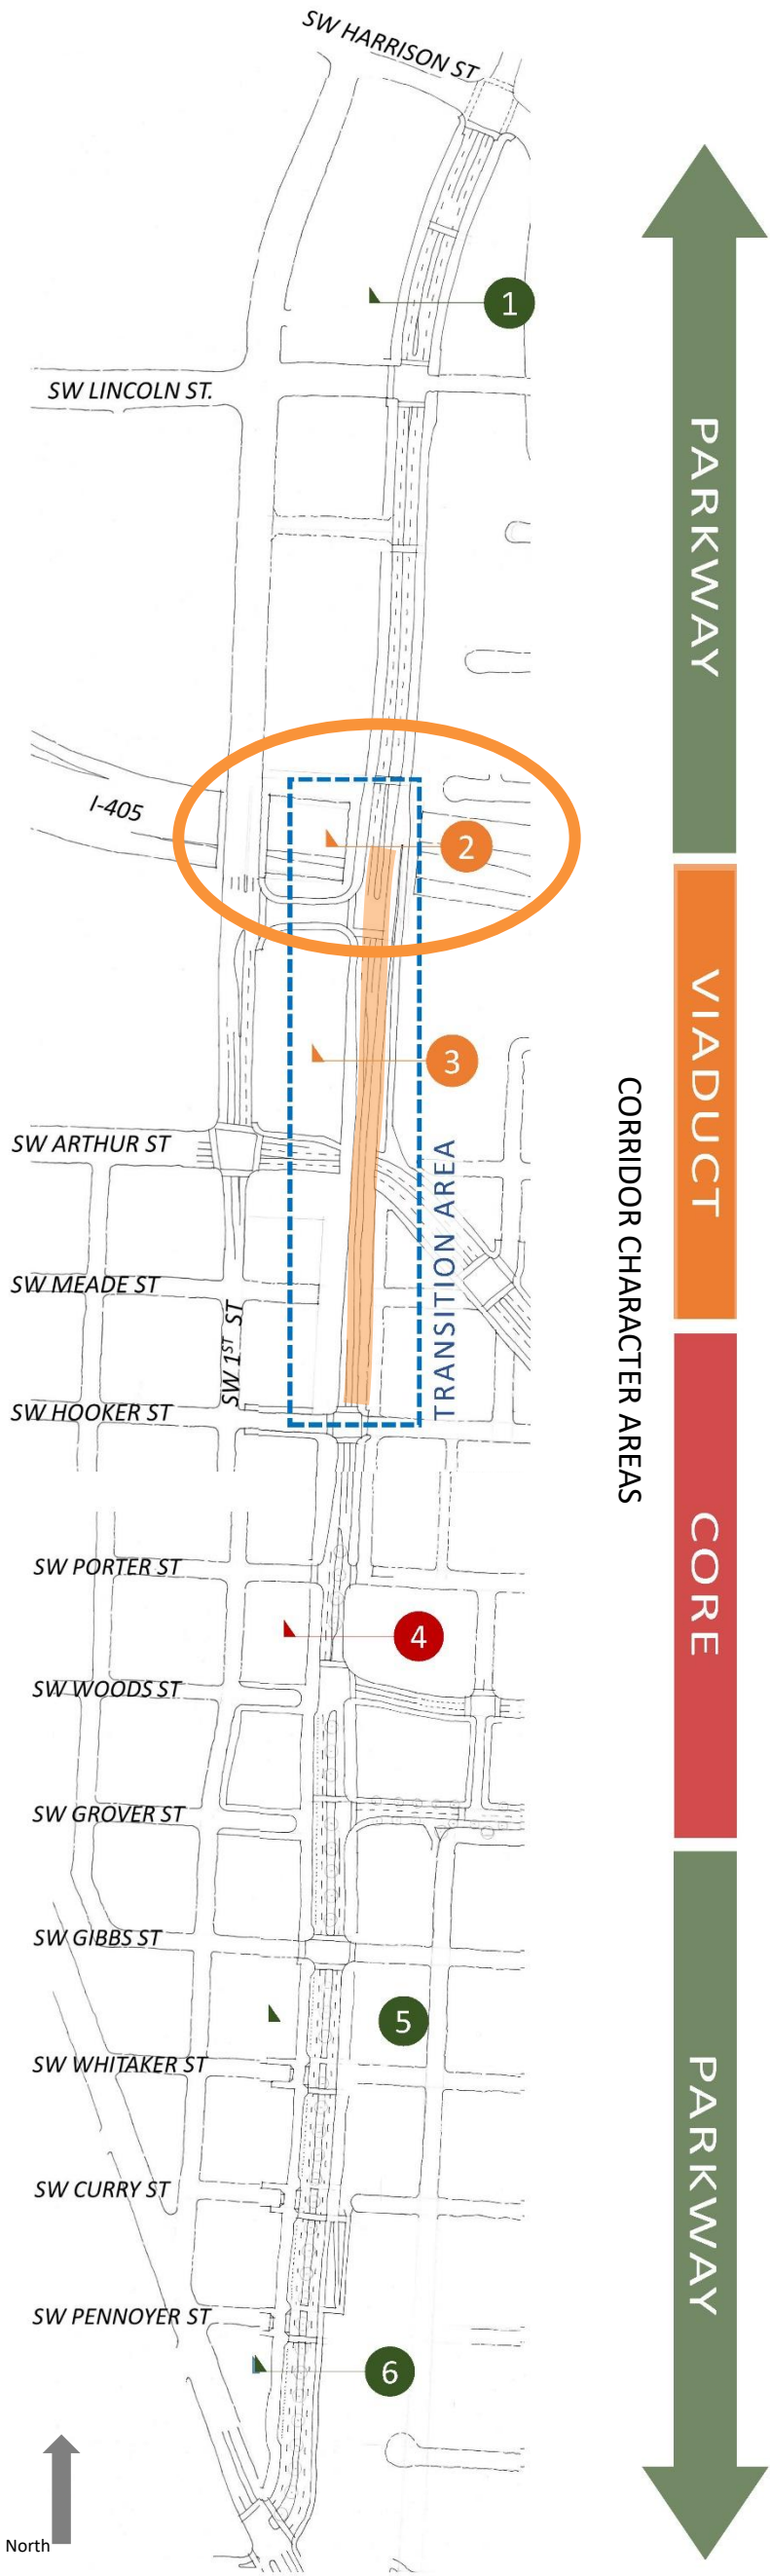 SW HARRISON ST
1
SW LINCOLN ST.
PARKWAY
I-405
2
VIADUCT
3
SW ARTHUR ST
TRANSITION AREA
CORRIDOR CHARACTER AREAS
SW MEADE ST
SW 1ST ST
SW HOOKER ST
CORE
SW PORTER ST
4
SW WOODS ST
SW GROVER ST
SW GIBBS ST
5
SW WHITAKER ST
PARKWAY
SW CURRY ST
SW PENNOYER ST
6
North